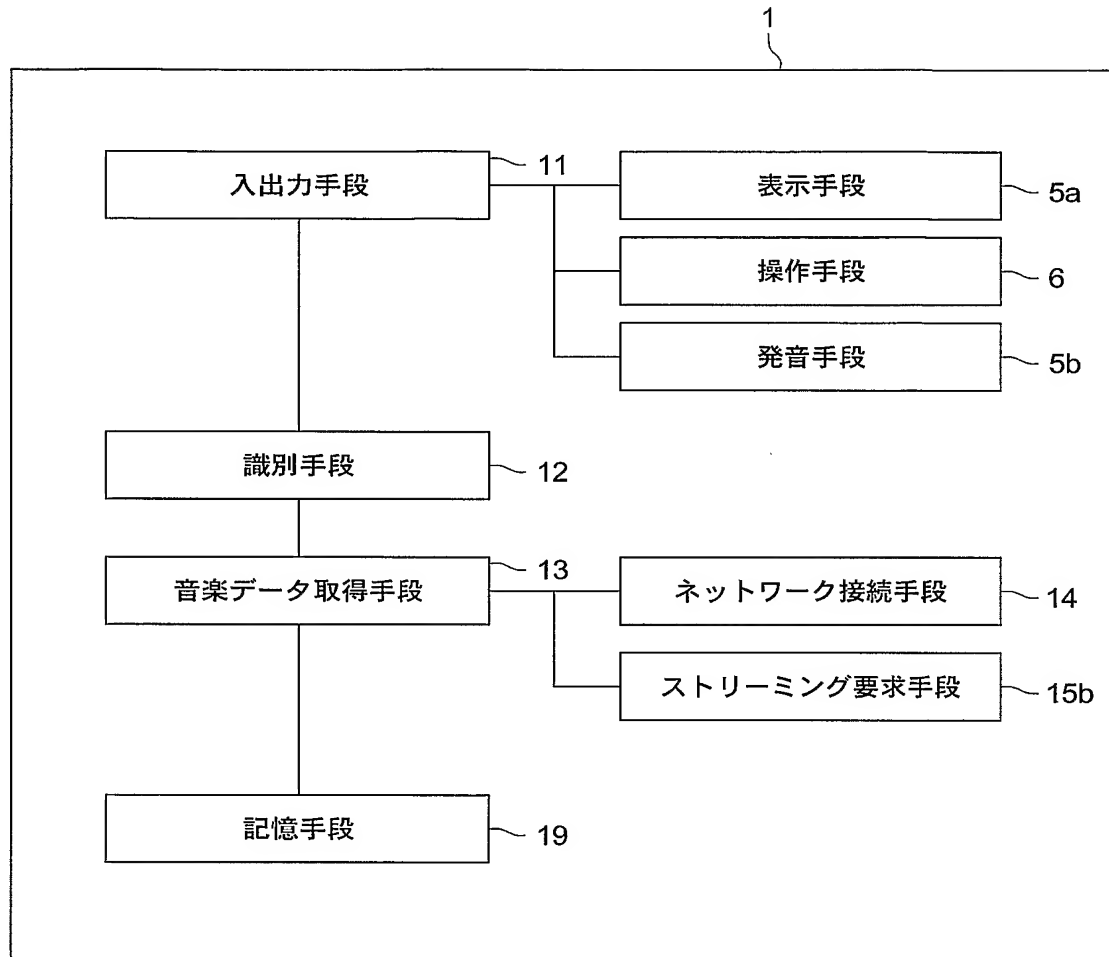 1
入出力手段
11
表示手段
5a
操作手段
6
発音手段
5b
識別手段
12
音楽データ取得手段
13
ネットワーク接続手段
14
ストリーミング要求手段
15b
記憶手段
19